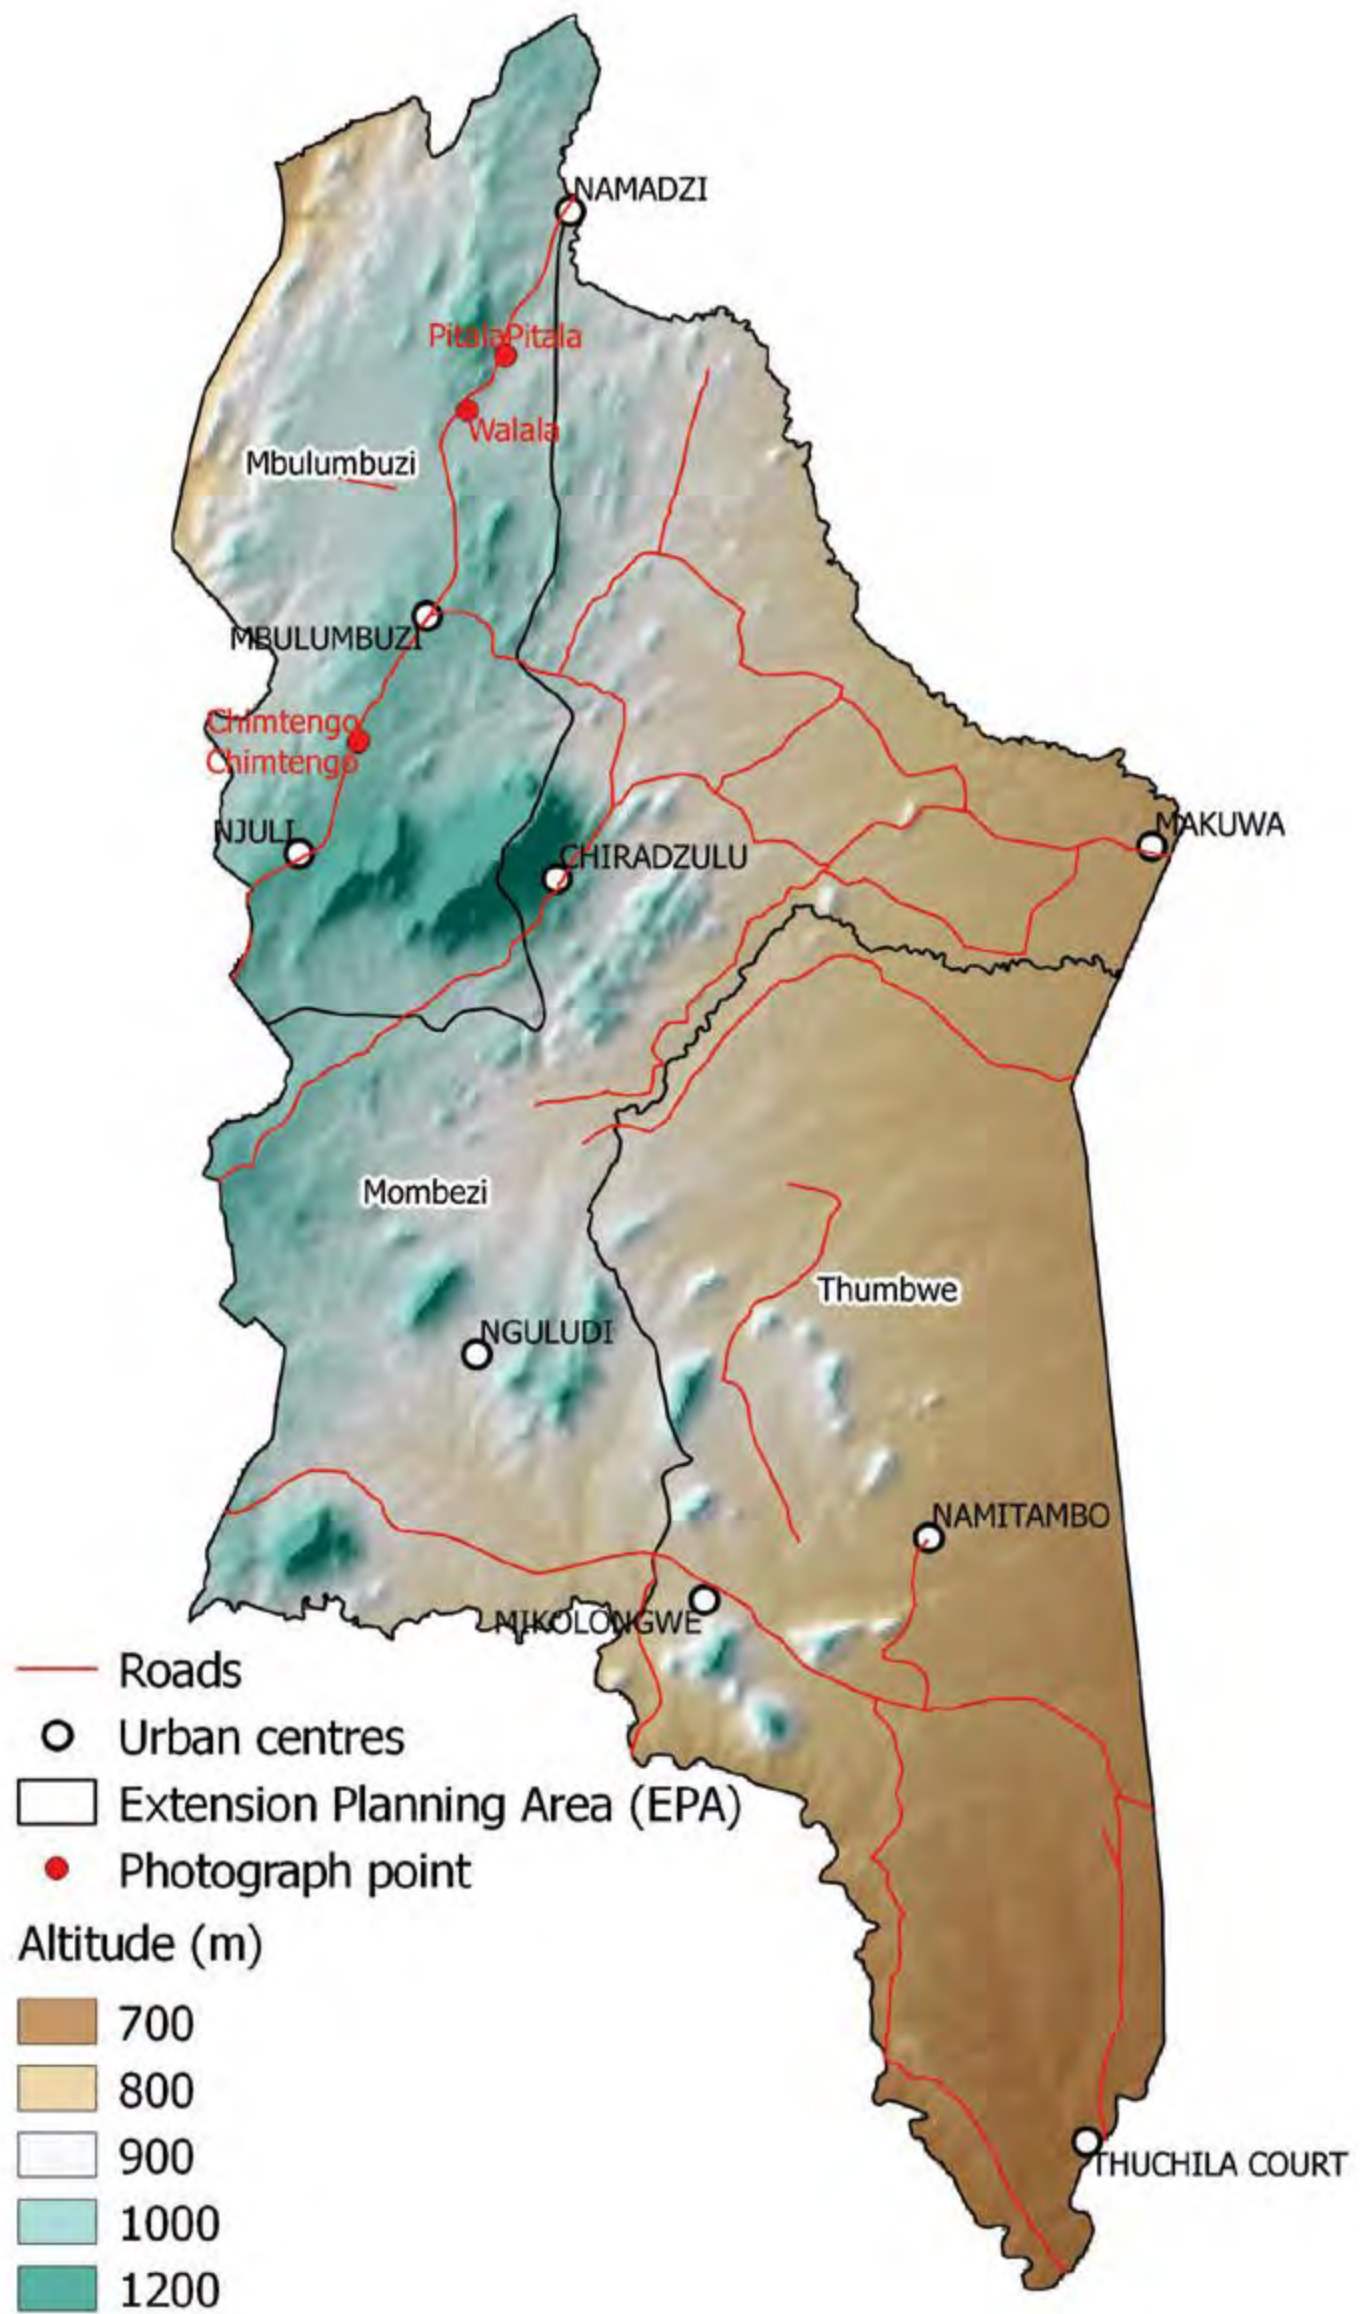 NAMADZI
PitalaPitala
Walala
Mbulumbuzi
MBULUMBUZI
Chimtengo
Chimtengo
NJULI
MAKUWA
CHIRADZULU
Mombezi
Thumbwe
NGULUDI
NAMITAMBO
MIKOLONGWE
Roads
Urban centres
Extension Planning Area (EPA)
Photograph point
Altitude (m)
700
800
900
1000
1200
THUCHILA COURT